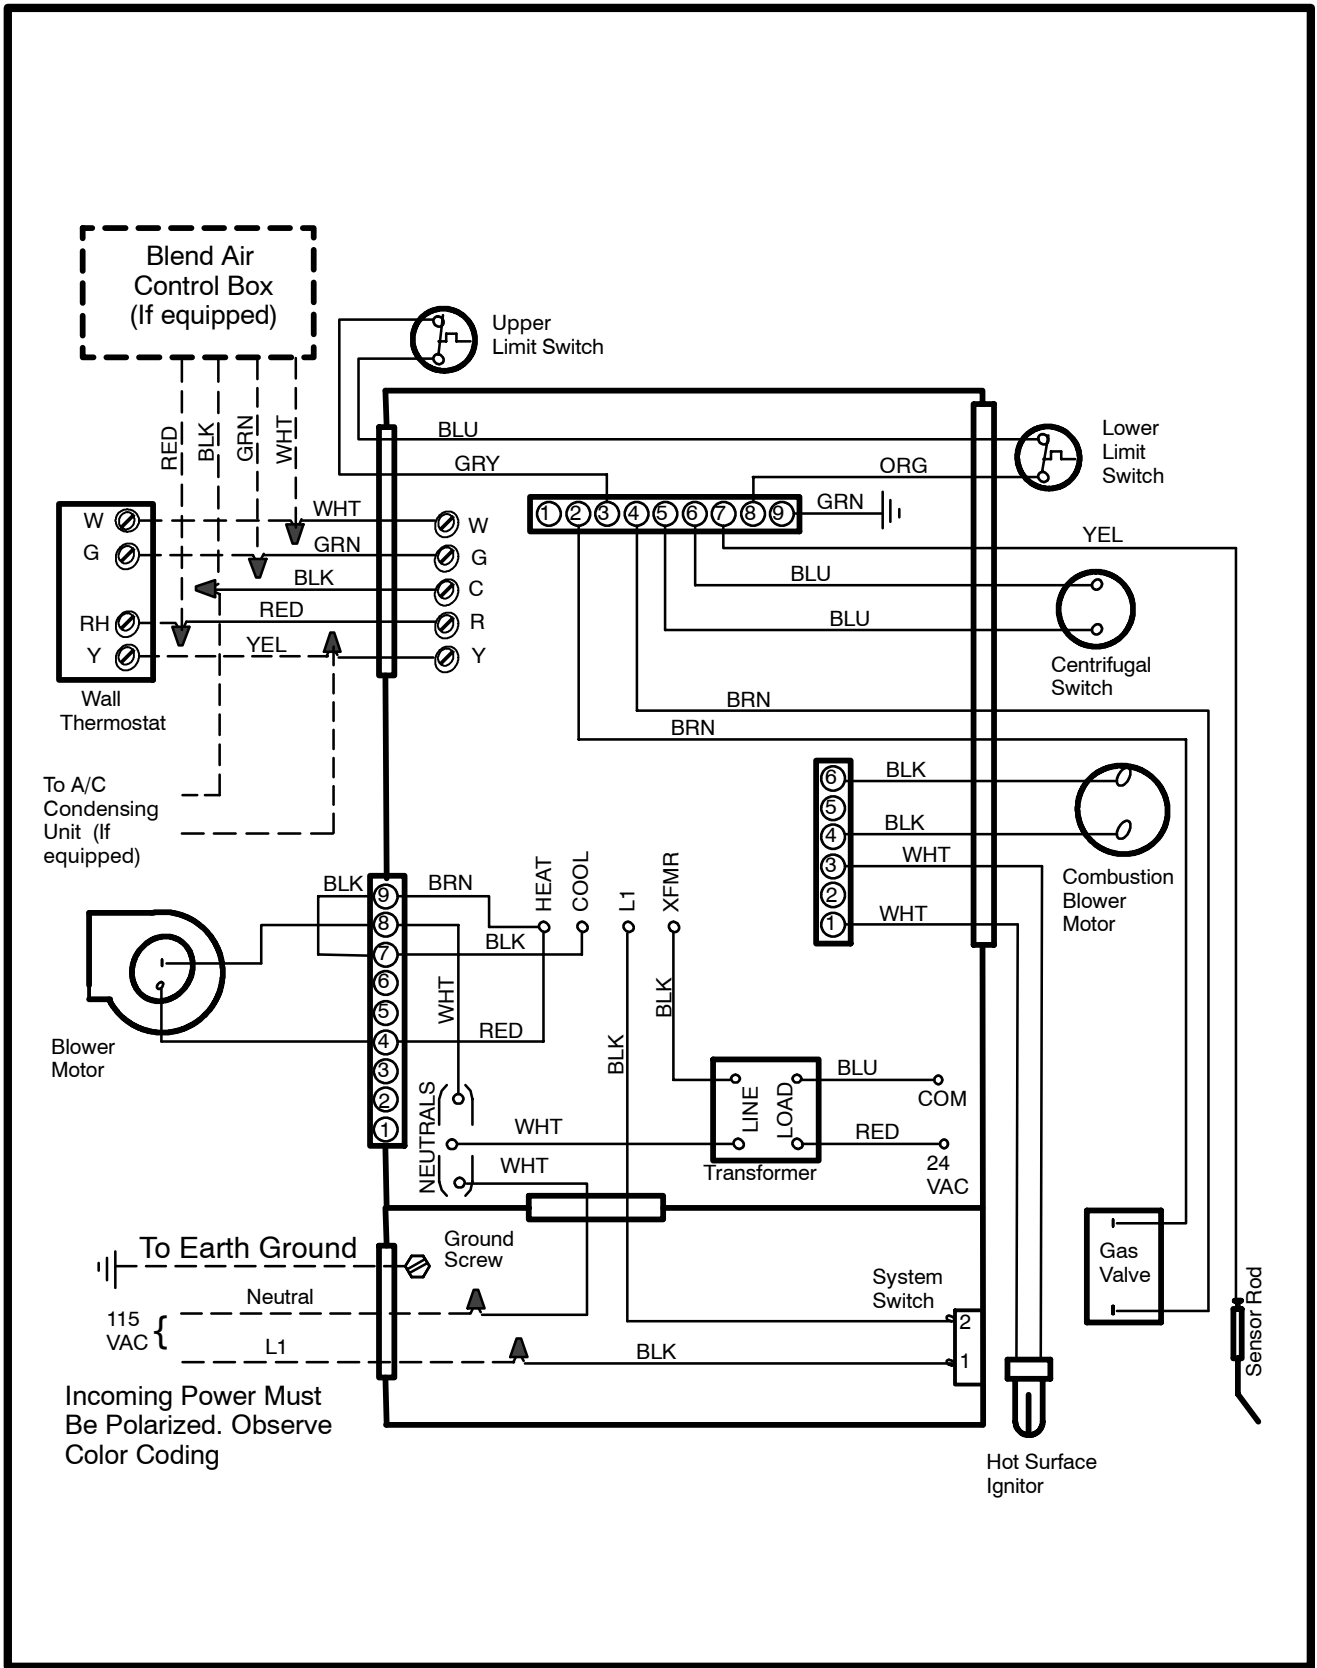 Blend Air
Control Box
(If equipped)
Upper
Limit Switch
RED
BLK
GRN
WHT
BLU
GRY
ORG
Lower
Limit
Switch
1 2 3 4 5 6 7 8 9
GRN
YEL
W
WHT
W
G
GRN
G
BLK
C
RH
RED
R
Y
YEL
Y
Wall
Thermostat
BLU
BLU
Centrifugal
Switch
BRN
BRN
To A/C
Condensing
Unit (If
equipped)
6
5
4
3
2
1
BLK
BLK
WHT
WHT
Combustion
Blower
Motor
BLK
BRN
HEAT
COOL
L1
XFMR
9
8
7
6
5
4
3
2
1
BLK
WHT
RED
BLK
BLK
Blower
Motor
NEUTRALS
WHT
WHT
LINE
LOAD
Transformer
BLU
COM
RED
24
VAC
To Earth Ground
Ground
Screw
Neutral
115
VAC {
L1
BLK
System
Switch
2
1
Gas
Valve
Sensor Rod
Incoming Power Must
Be Polarized. Observe
Color Coding
Hot Surface
Ignitor